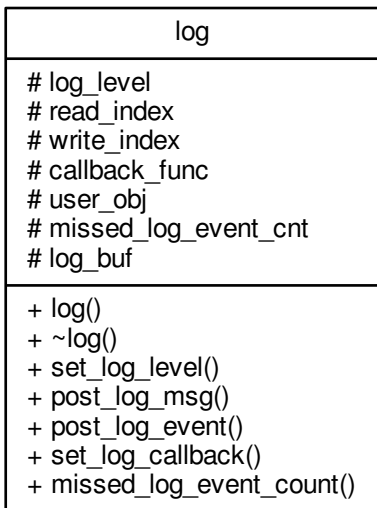 log
# log_level
# read_index
# write_index
# callback_func
# user_obj
# missed_log_event_cnt
# log_buf
+ log()
+ ~log()
+ set_log_level()
+ post_log_msg()
+ post_log_event()
+ set_log_callback()
+ missed_log_event_count()